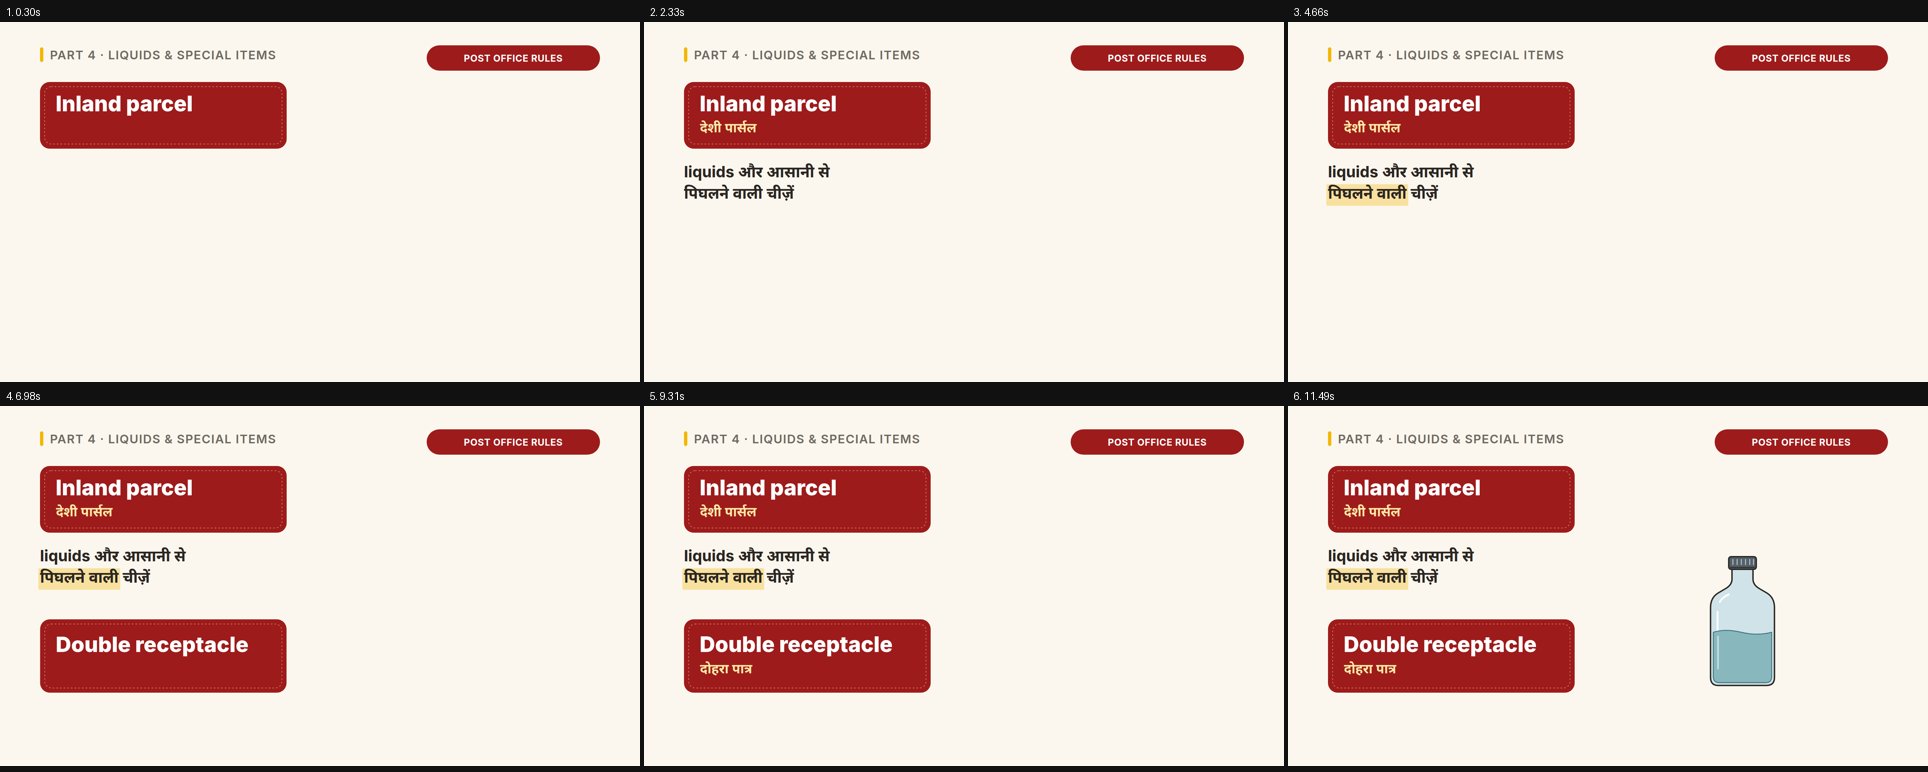 1. 0.30s
PART 4 · LIQUIDS & SPECIAL ITEMS
POST OFFICE RULES
Inland parcel
2. 2.33s
PART 4 · LIQUIDS & SPECIAL ITEMS
POST OFFICE RULES
Inland parcel
देशी पार्सल
liquids और आसानी से
पिघलने वाली चीज़ें
3. 4.66s
PART 4 · LIQUIDS & SPECIAL ITEMS
POST OFFICE RULES
Inland parcel
देशी पार्सल
liquids और आसानी से
पिघलने वाली चीज़ें
4. 6.98s
PART 4 · LIQUIDS & SPECIAL ITEMS
POST OFFICE RULES
Inland parcel
देशी पार्सल
liquids और आसानी से
पिघलने वाली चीज़ें
Double receptacle
5. 9.31s
PART 4 · LIQUIDS & SPECIAL ITEMS
POST OFFICE RULES
Inland parcel
देशी पार्सल
liquids और आसानी से
पिघलने वाली चीज़ें
Double receptacle
दोहरा पात्र
6. 11.49s
PART 4 · LIQUIDS & SPECIAL ITEMS
POST OFFICE RULES
Inland parcel
देशी पार्सल
liquids और आसानी से
पिघलने वाली चीज़ें
Double receptacle
दोहरा पात्र